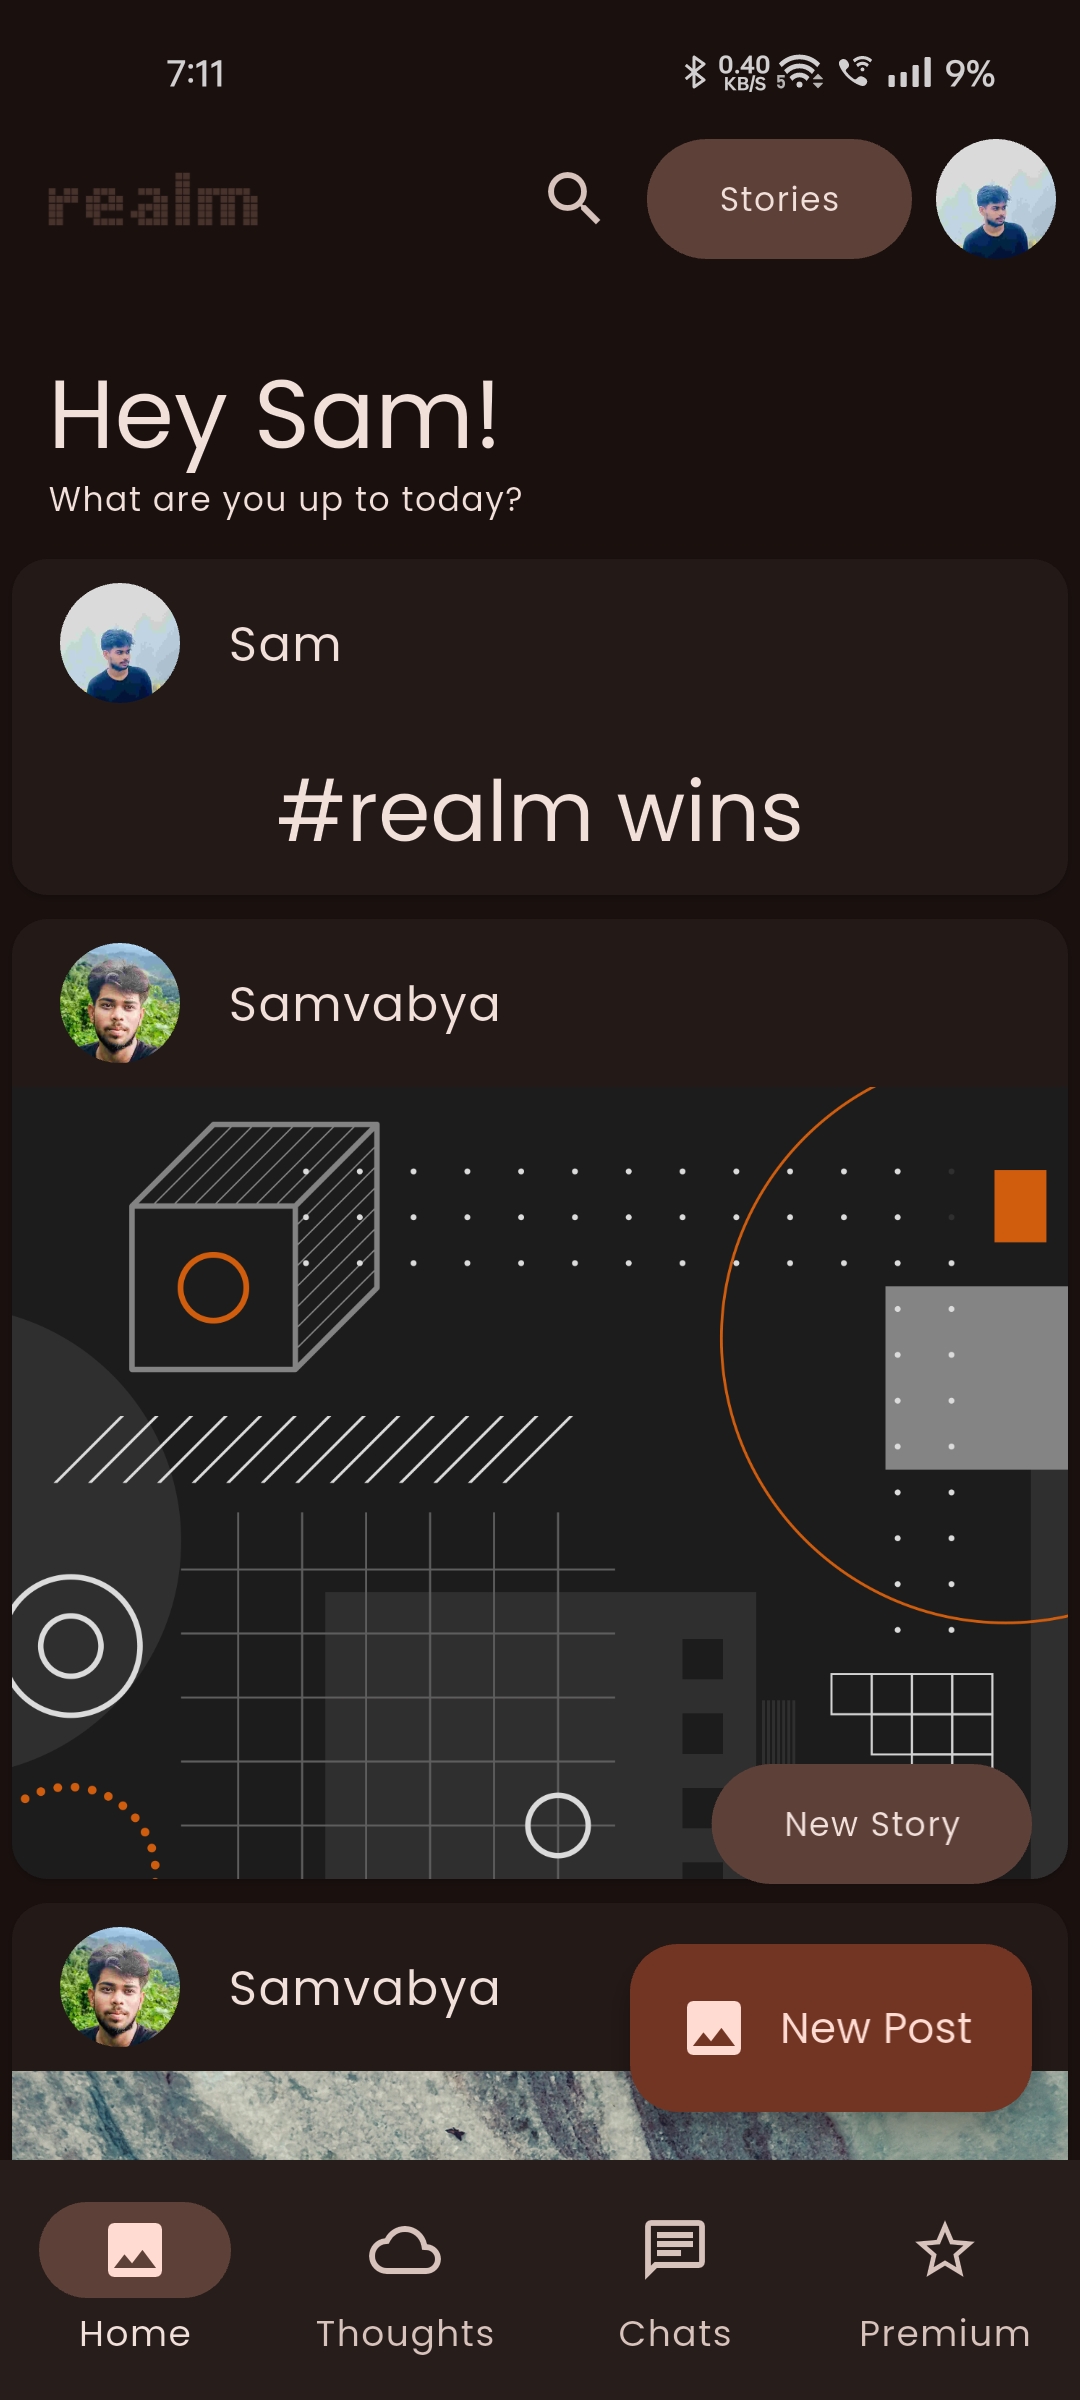 7:11
0.40
KB/S
5
9%
realm
Stories
Hey Sam!
What are you up to today?
Sam
#realm wins
Samvabya
New Story
Samvabya
New Post
Home
Thoughts
Chats
Premium